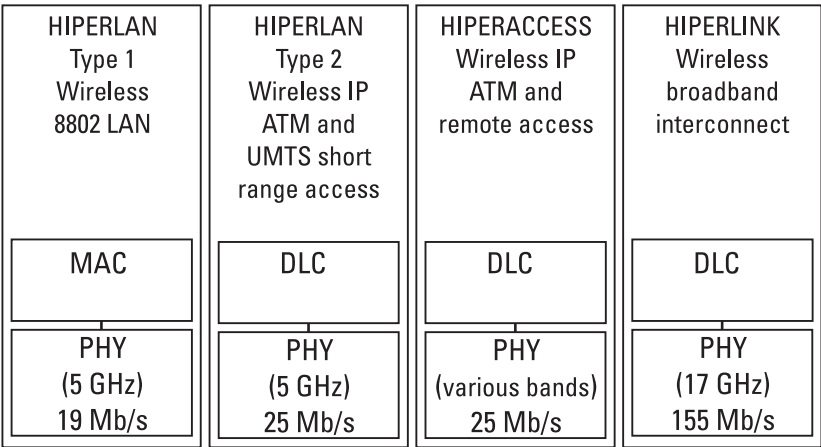 HIPERLAN
Type 1
Wireless
8802 LAN
MAC
PHY
(5 GHz)
19 Mb/s
HIPERLAN
Type 2
Wireless IP
ATM and
UMTS short
range access
DLC
PHY
(5 GHz)
25 Mb/s
HIPERACCESS
Wireless IP
ATM and
remote access
DLC
PHY
(various bands)
25 Mb/s
HIPERLINK
Wireless
broadband
interconnect
DLC
PHY
(17 GHz)
155 Mb/s